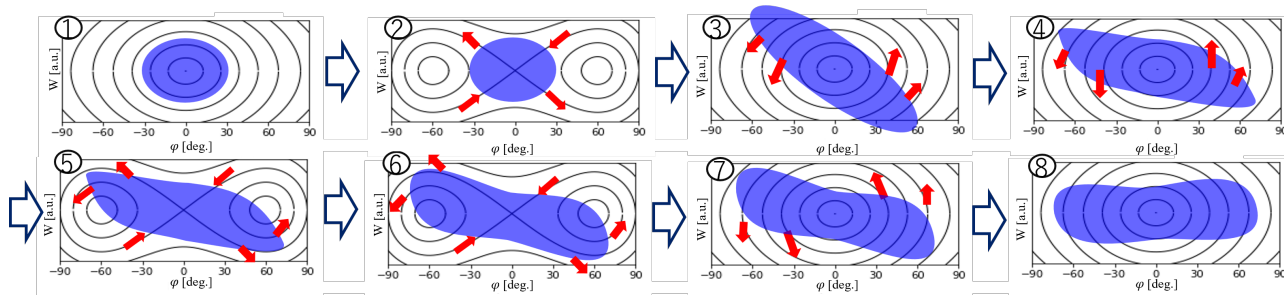 ① ② ③ ④
W [a.u.] W [a.u.] W [a.u.] W [a.u.]
−90 −60 −30 0 30 60 90 −90 −60 −30 0 30 60 90 −90 −60 −30 0 30 60 90 −90 −60 −30 0 30 60 90
φ [deg.] φ [deg.] φ [deg.] φ [deg.]
⑤ ⑥ ⑦ ⑧
W [a.u.] W [a.u.] W [a.u.] W [a.u.]
−90 −60 −30 0 30 60 90 −90 −60 −30 0 30 60 90 −90 −60 −30 0 30 60 90 −90 −60 −30 0 30 60 90
φ [deg.] φ [deg.] φ [deg.] φ [deg.]